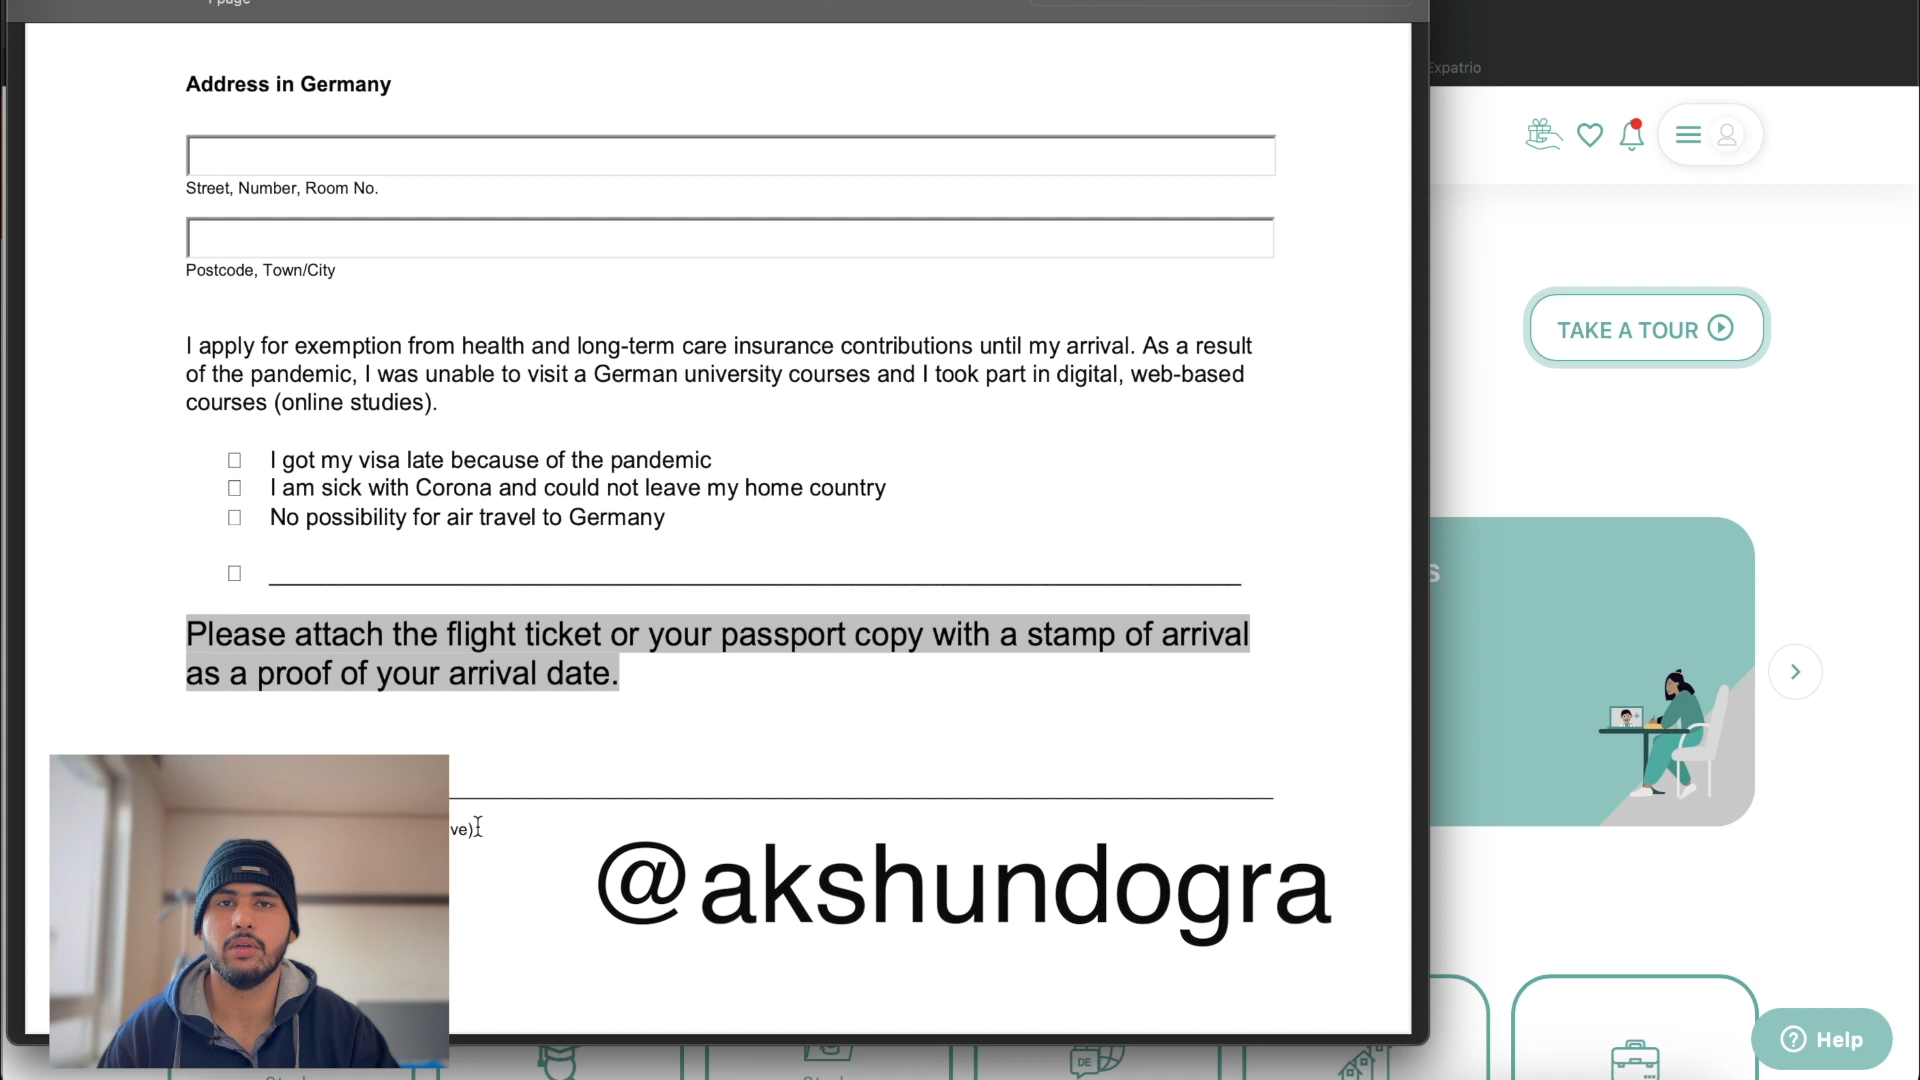 1 page
Expatrio
Address in Germany
Street, Number, Room No.
Postcode, Town/City
TAKE A TOUR
I apply for exemption from health and long-term care insurance contributions until my arrival. As a result
of the pandemic, I was unable to visit a German university courses and I took part in digital, web-based
courses (online studies).
I got my visa late because of the pandemic
I am sick with Corona and could not leave my home country
No possibility for air travel to Germany
s
Please attach the flight ticket or your passport copy with a stamp of arrival
as a proof of your arrival date.
ve)
@akshundogra
Help
DE